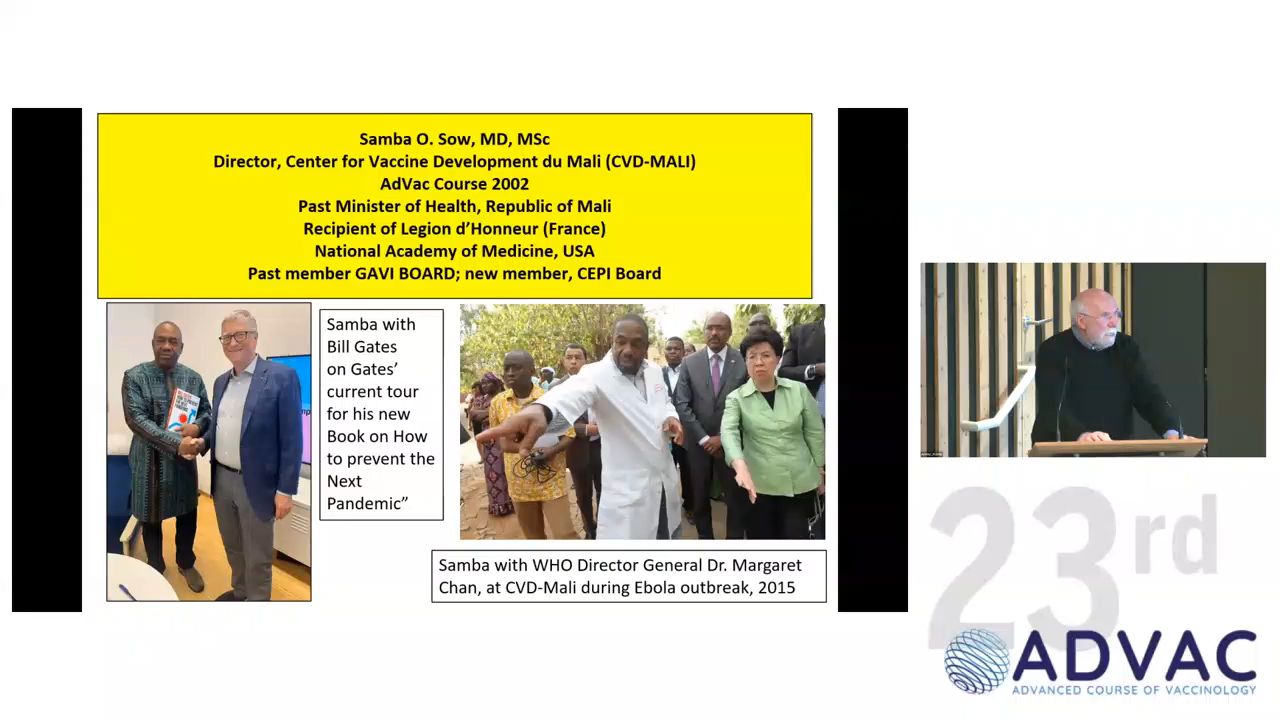 Samba O. Sow, MD, MSc
Director, Center for Vaccine Development du Mali (CVD-MALI)
AdVac Course 2002
Past Minister of Health, Republic of Mali
Recipient of Legion d’Honneur (France)
National Academy of Medicine, USA
Past member GAVI BOARD; new member, CEPI Board
Samba with
Bill Gates
on Gates’
current tour
for his new
Book on How
to prevent the
Next
Pandemic”
Samba with WHO Director General Dr. Margaret
Chan, at CVD-Mali during Ebola outbreak, 2015
23rd
ADVAC
ADVANCED COURSE OF VACCINOLOGY